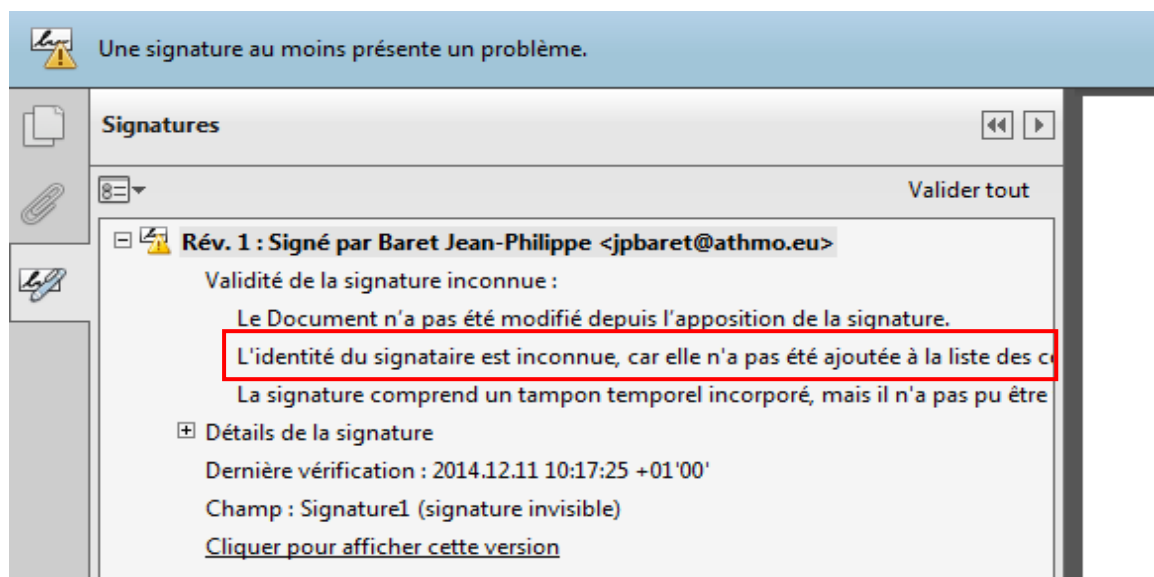 Une signature au moins présente un problème.
Signatures
Valider tout
Rév. 1 : Signé par Baret Jean-Philippe <jpbaret@athmo.eu>
Validité de la signature inconnue :
Le Document n'a pas été modifié depuis l'apposition de la signature.
L'identité du signataire est inconnue, car elle n'a pas été ajoutée à la liste des
La signature comprend un tampon temporel incorporé, mais il n'a pas pu être
Détails de la signature
Dernière vérification : 2014.12.11 10:17:25 +01'00'
Champ : Signature1 (signature invisible)
Cliquer pour afficher cette version